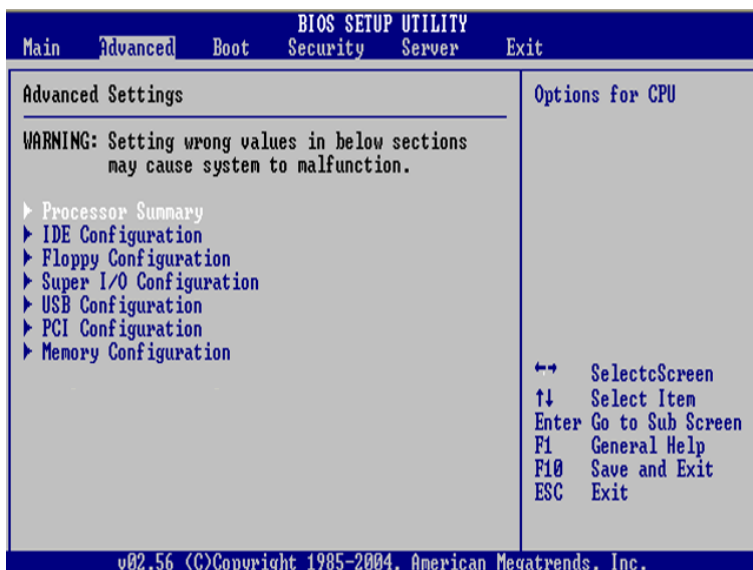 BIOS SETUP UTILITY
Main Advanced Boot Security Server Exit
Advanced Settings
WARNING: Setting wrong values in below sections
may cause system to malfunction.
Processor Summary
IDE Configuration
Floppy Configuration
Super I/O Configuration
USB Configuration
PCI Configuration
Memory Configuration
Options for CPU
←→ SelectcScreen
↑↓ Select Item
Enter Go to Sub Screen
F1 General Help
F10 Save and Exit
ESC Exit
v02.56 (C)Copyright 1985-2004, American Megatrends, Inc.